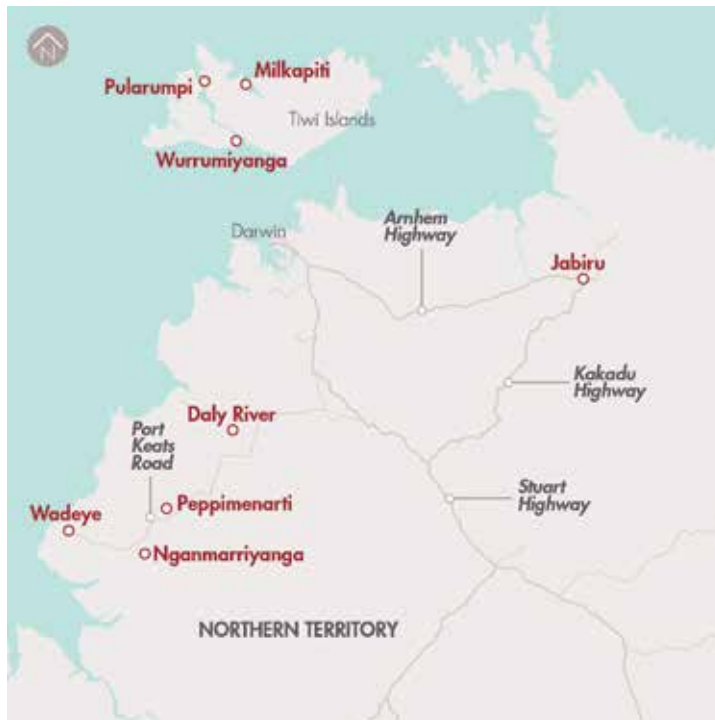 N
Milkapiti
Pularumpi
Tiwi Islands
Wurrumiyanga
Darwin
Arnhem
Highway
Jabiru
Kakadu
Highway
Daly River
Port
Keats
Road
Stuart
Highway
Peppimenarti
Wadeye
Nganmarriyanga
NORTHERN TERRITORY